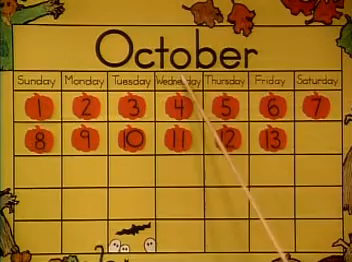 October
Sunday Monday Tuesday Wednesday Thursday Friday Saturday
1 2 3 4 5 6 7
8 9 10 11 12 13